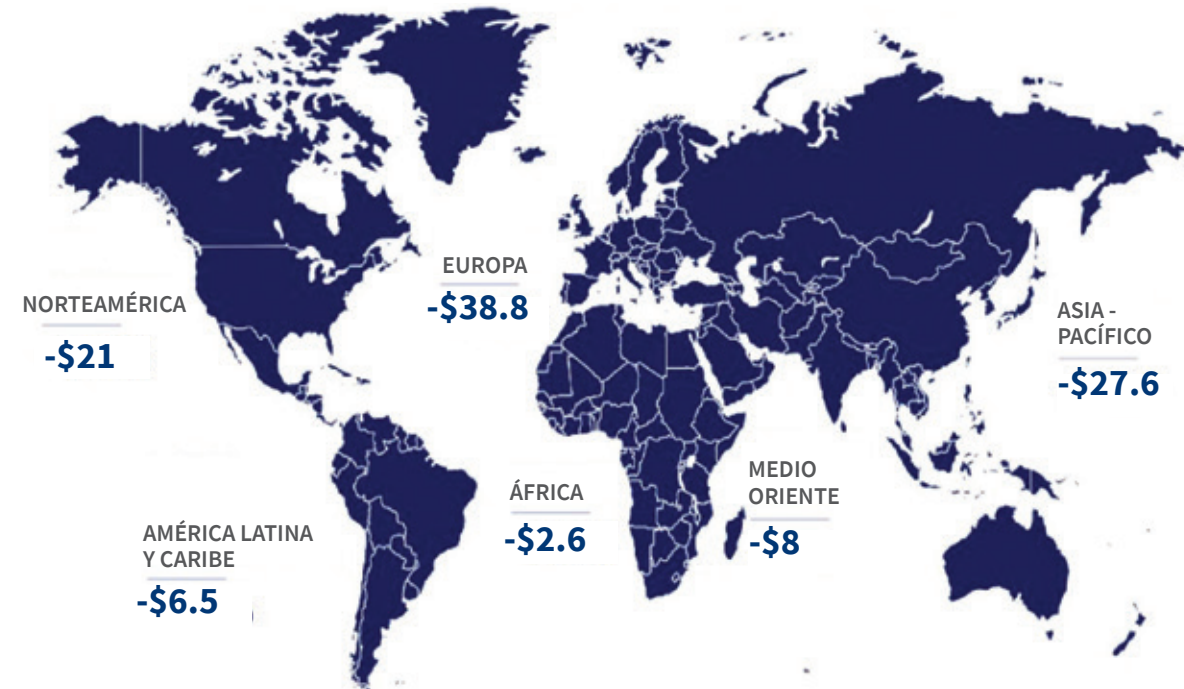 NORTEAMÉRICA
-$21
EUROPA
-$38.8
ASIA -
PACÍFICO
-$27.6
AMÉRICA LATINA
Y CARIBE
-$6.5
ÁFRICA
-$2.6
MEDIO
ORIENTE
-$8